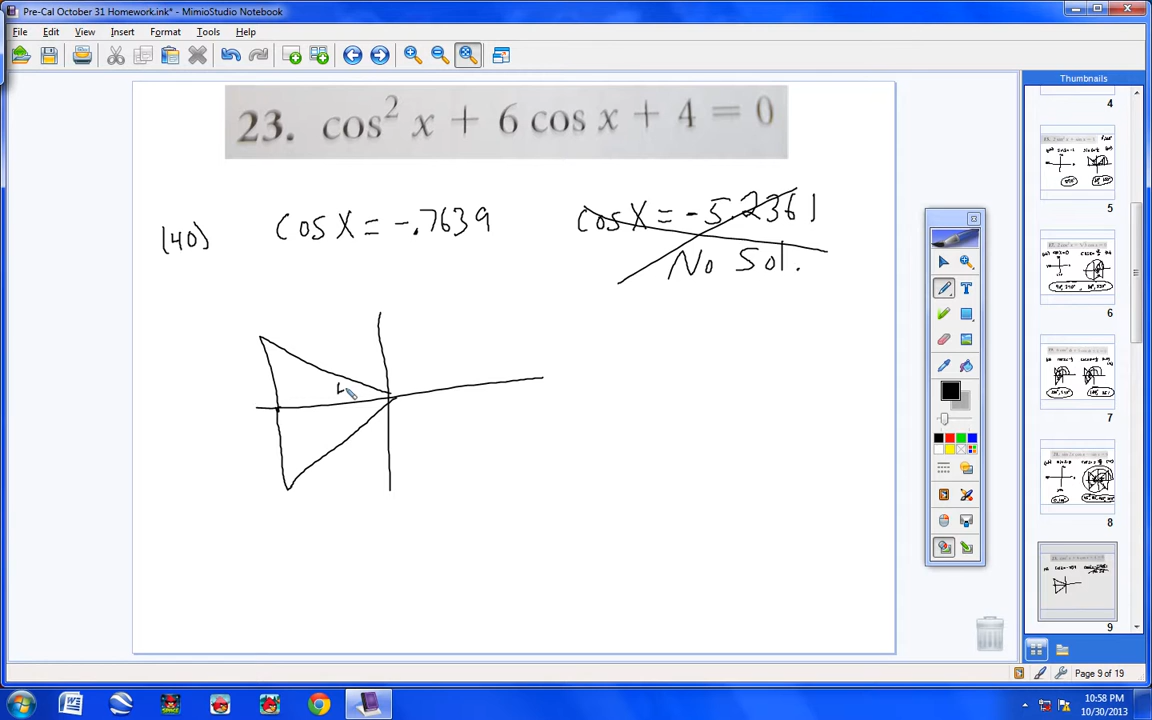 Pre-Cal October 31 Homework.ink* - MimioStudio Notebook
File Edit View Insert Format Tools Help
Thumbnails
23. cos² x + 6 cos x + 4 = 0
(40) cos X = -.7639
cos X = -5.2361
No Sol.
4
5
6
7
8
9
Page 9 of 19
10:58 PM
10/30/2013